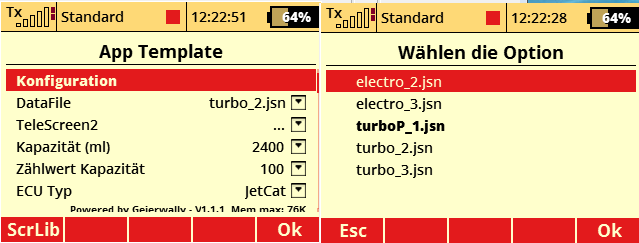 Tx Standard 12:22:51 64%
App Template
Konfiguration
DataFile turbo_2.jsn
TeleScreen2 ...
Kapazität (ml) 2400
Zählwert Kapazität 100
ECU Typ JetCat
Powered by Geierwally - V1.1.1 Mem max: 76K
ScrLib Ok
Tx Standard 12:22:28 64%
Wählen die Option
electro_2.jsn
electro_3.jsn
turboP_1.jsn
turbo_2.jsn
turbo_3.jsn
Esc Ok